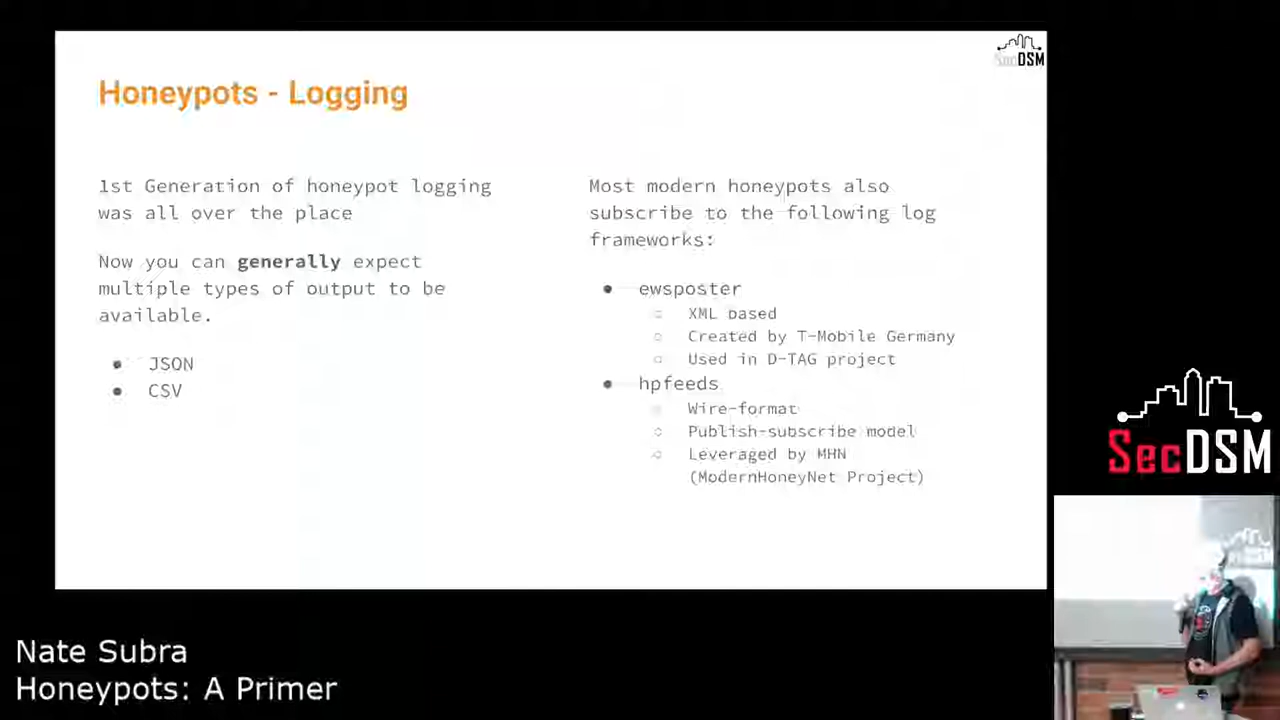 SecDSM
Honeypots - Logging
1st Generation of honeypot logging
was all over the place
Now you can generally expect
multiple types of output to be
available.
● JSON
● CSV
Most modern honeypots also
subscribe to the following log
frameworks:
● ewsposter
○ XML based
○ Created by T-Mobile Germany
○ Used in D-TAG project
● hpfeeds
○ Wire-format
○ Publish-subscribe model
○ Leveraged by MHN
(ModernHoneyNet Project)
SecDSM
Nate Subra
Honeypots: A Primer